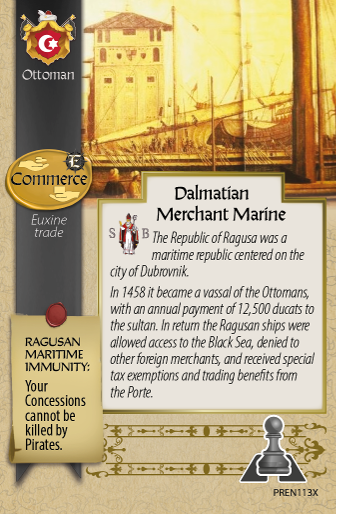 Ottoman
E
Commerce
Euxine
trade
Dalmatian
Merchant Marine
S B
The Republic of Ragusa was a
maritime republic centered on the
city of Dubrovnik.
In 1458 it became a vassal of the Ottomans,
with an annual payment of 12,500 ducats to
the sultan. In return the Ragusan ships were
allowed access to the Black Sea, denied to
other foreign merchants, and received special
tax exemptions and trading benefits from
the Porte.
RAGUSAN
MARITIME
IMMUNITY:
Your
Concessions
cannot be
killed by
Pirates.
PREN113X